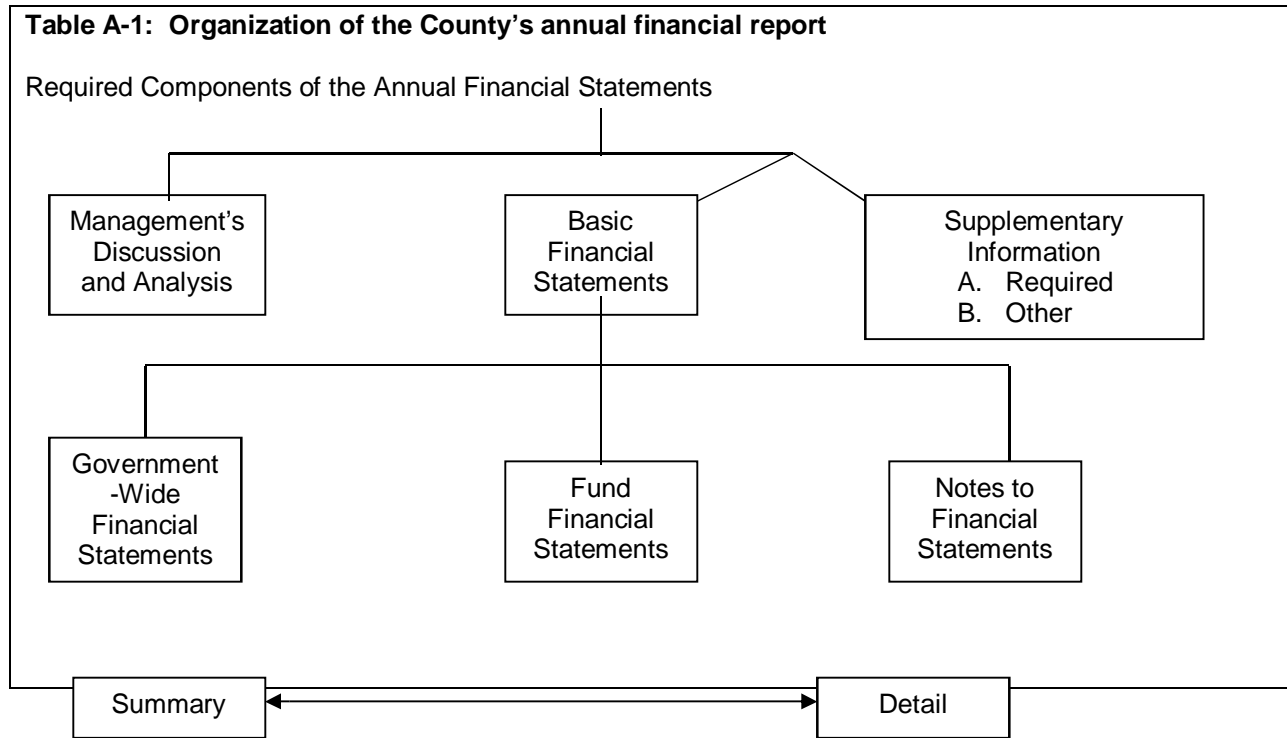 Table A-1: Organization of the County’s annual financial report
Required Components of the Annual Financial Statements
Management’s
Discussion
and Analysis
Basic
Financial
Statements
Supplementary
Information
A. Required
B. Other
Government
-Wide
Financial
Statements
Fund
Financial
Statements
Notes to
Financial
Statements
Summary
Detail